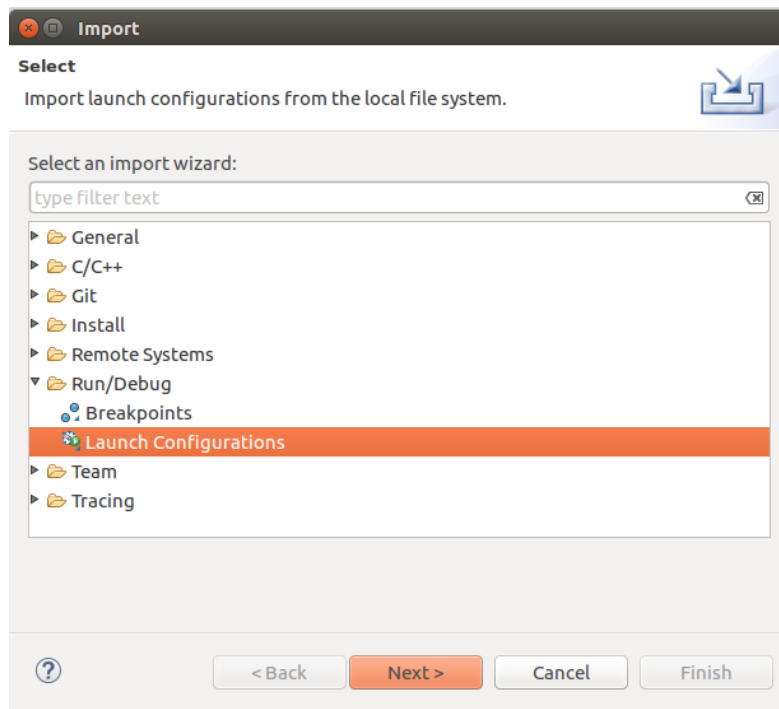 Import
Select
Import launch configurations from the local file system.
Select an import wizard:
type filter text
General
C/C++
Git
Install
Remote Systems
Run/Debug
Breakpoints
Launch Configurations
Team
Tracing
? < Back Next > Cancel Finish